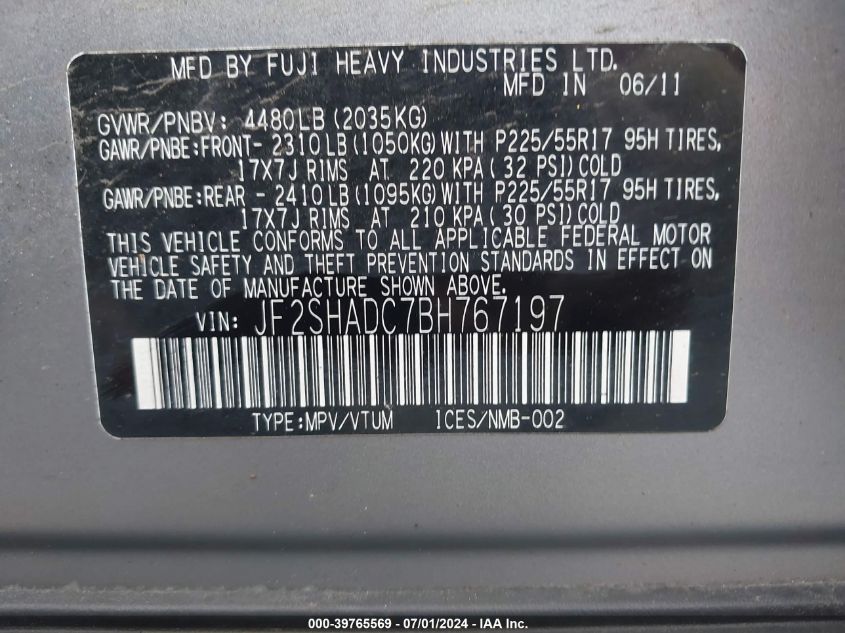 MFD BY FUJI HEAVY INDUSTRIES LTD.
MFD IN 06/11
GVWR/PNBV: 4480LB(2035KG)
GAWR/PNBE:FRONT- 2310LB(1050KG)WITH P225/55R17 95H TIRES,
17X7J RIMS AT 220 KPA( 32 PSI)COLD
GAWR/PNBE:REAR - 2410LB(1095KG)WITH P225/55R17 95H TIRES,
17X7J RIMS AT 210 KPA( 30 PSI)COLD
THIS VEHICLE CONFORMS TO ALL APPLICABLE FEDERAL MOTOR
VEHICLE SAFETY AND THEFT PREVENTION STANDARDS IN EFFECT ON
THE DATE OF MANUFACTURE SHOWN ABOVE.
VIN: JF2SHADC7BH767197
TYPE:MPV/VTUM ICES/NMB-002
000-39765569 - 07/01/2024 - IAA Inc.